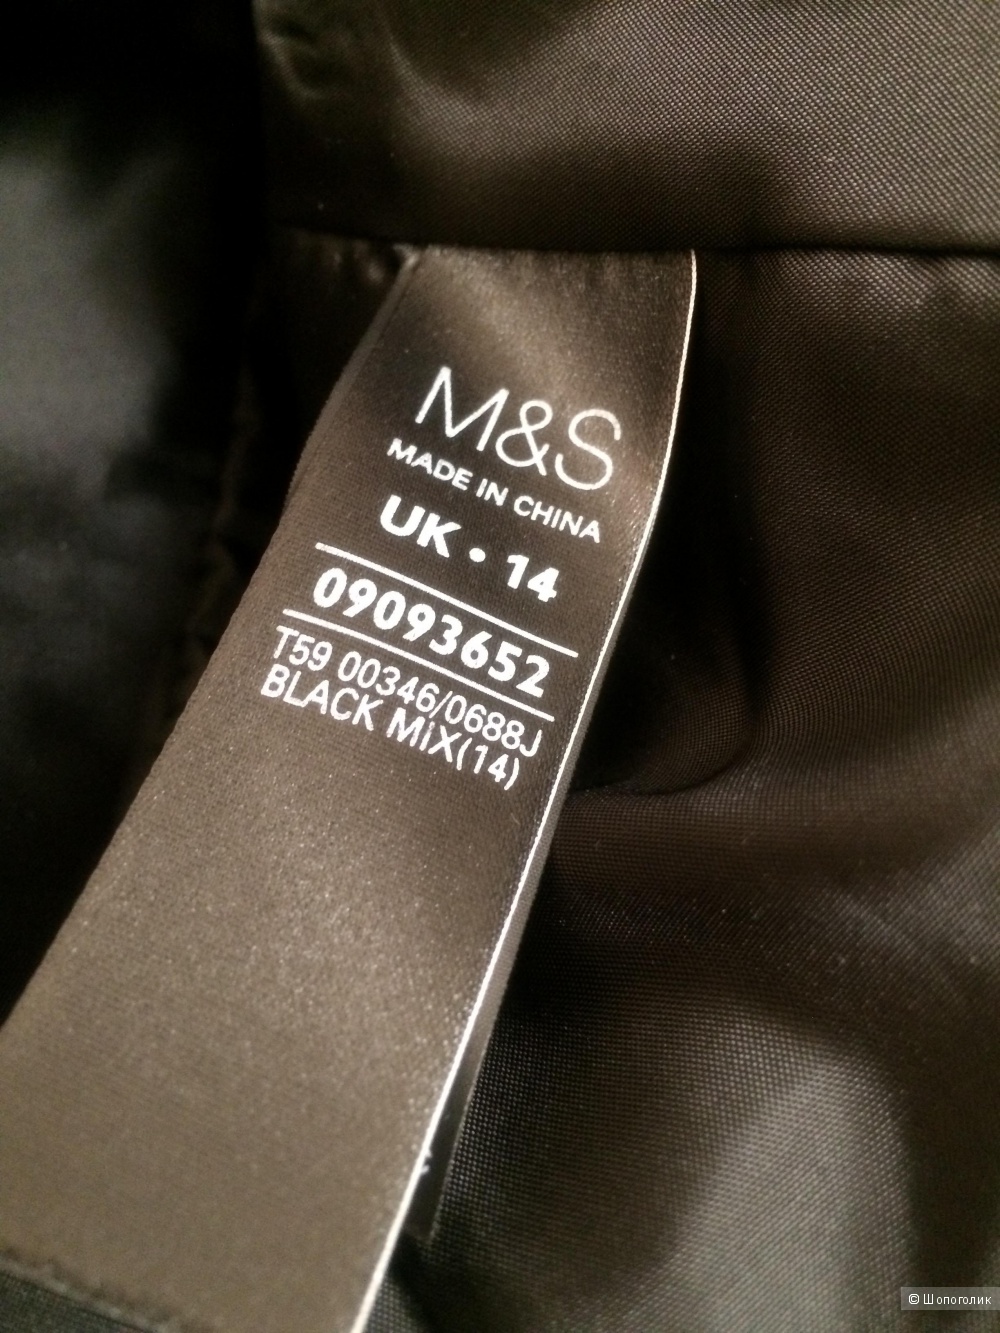 M&S
MADE IN CHINA
UK • 14
09093652
T59 00346/0688J
BLACK MIX(14)
© Шопоголик